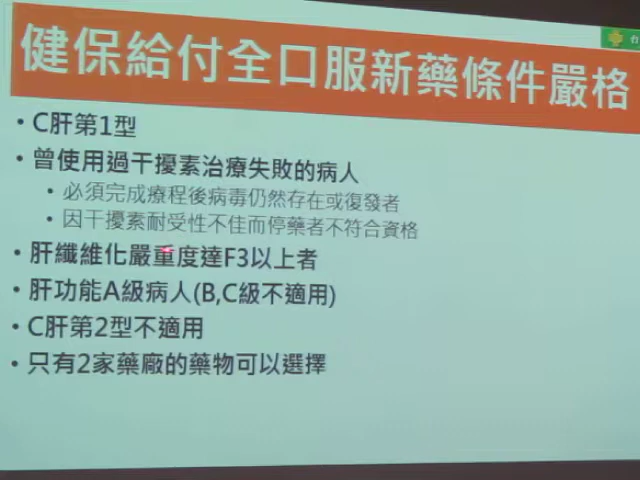 健保給付全口服新藥條件嚴格
台
• C肝第1型
• 曾使用過干擾素治療失敗的病人
• 必須完成療程後病毒仍然存在或復發者
• 因干擾素耐受性不佳而停藥者不符合資格
• 肝纖維化嚴重度達F3以上者
• 肝功能A級病人(B,C級不適用)
• C肝第2型不適用
• 只有2家藥廠的藥物可以選擇